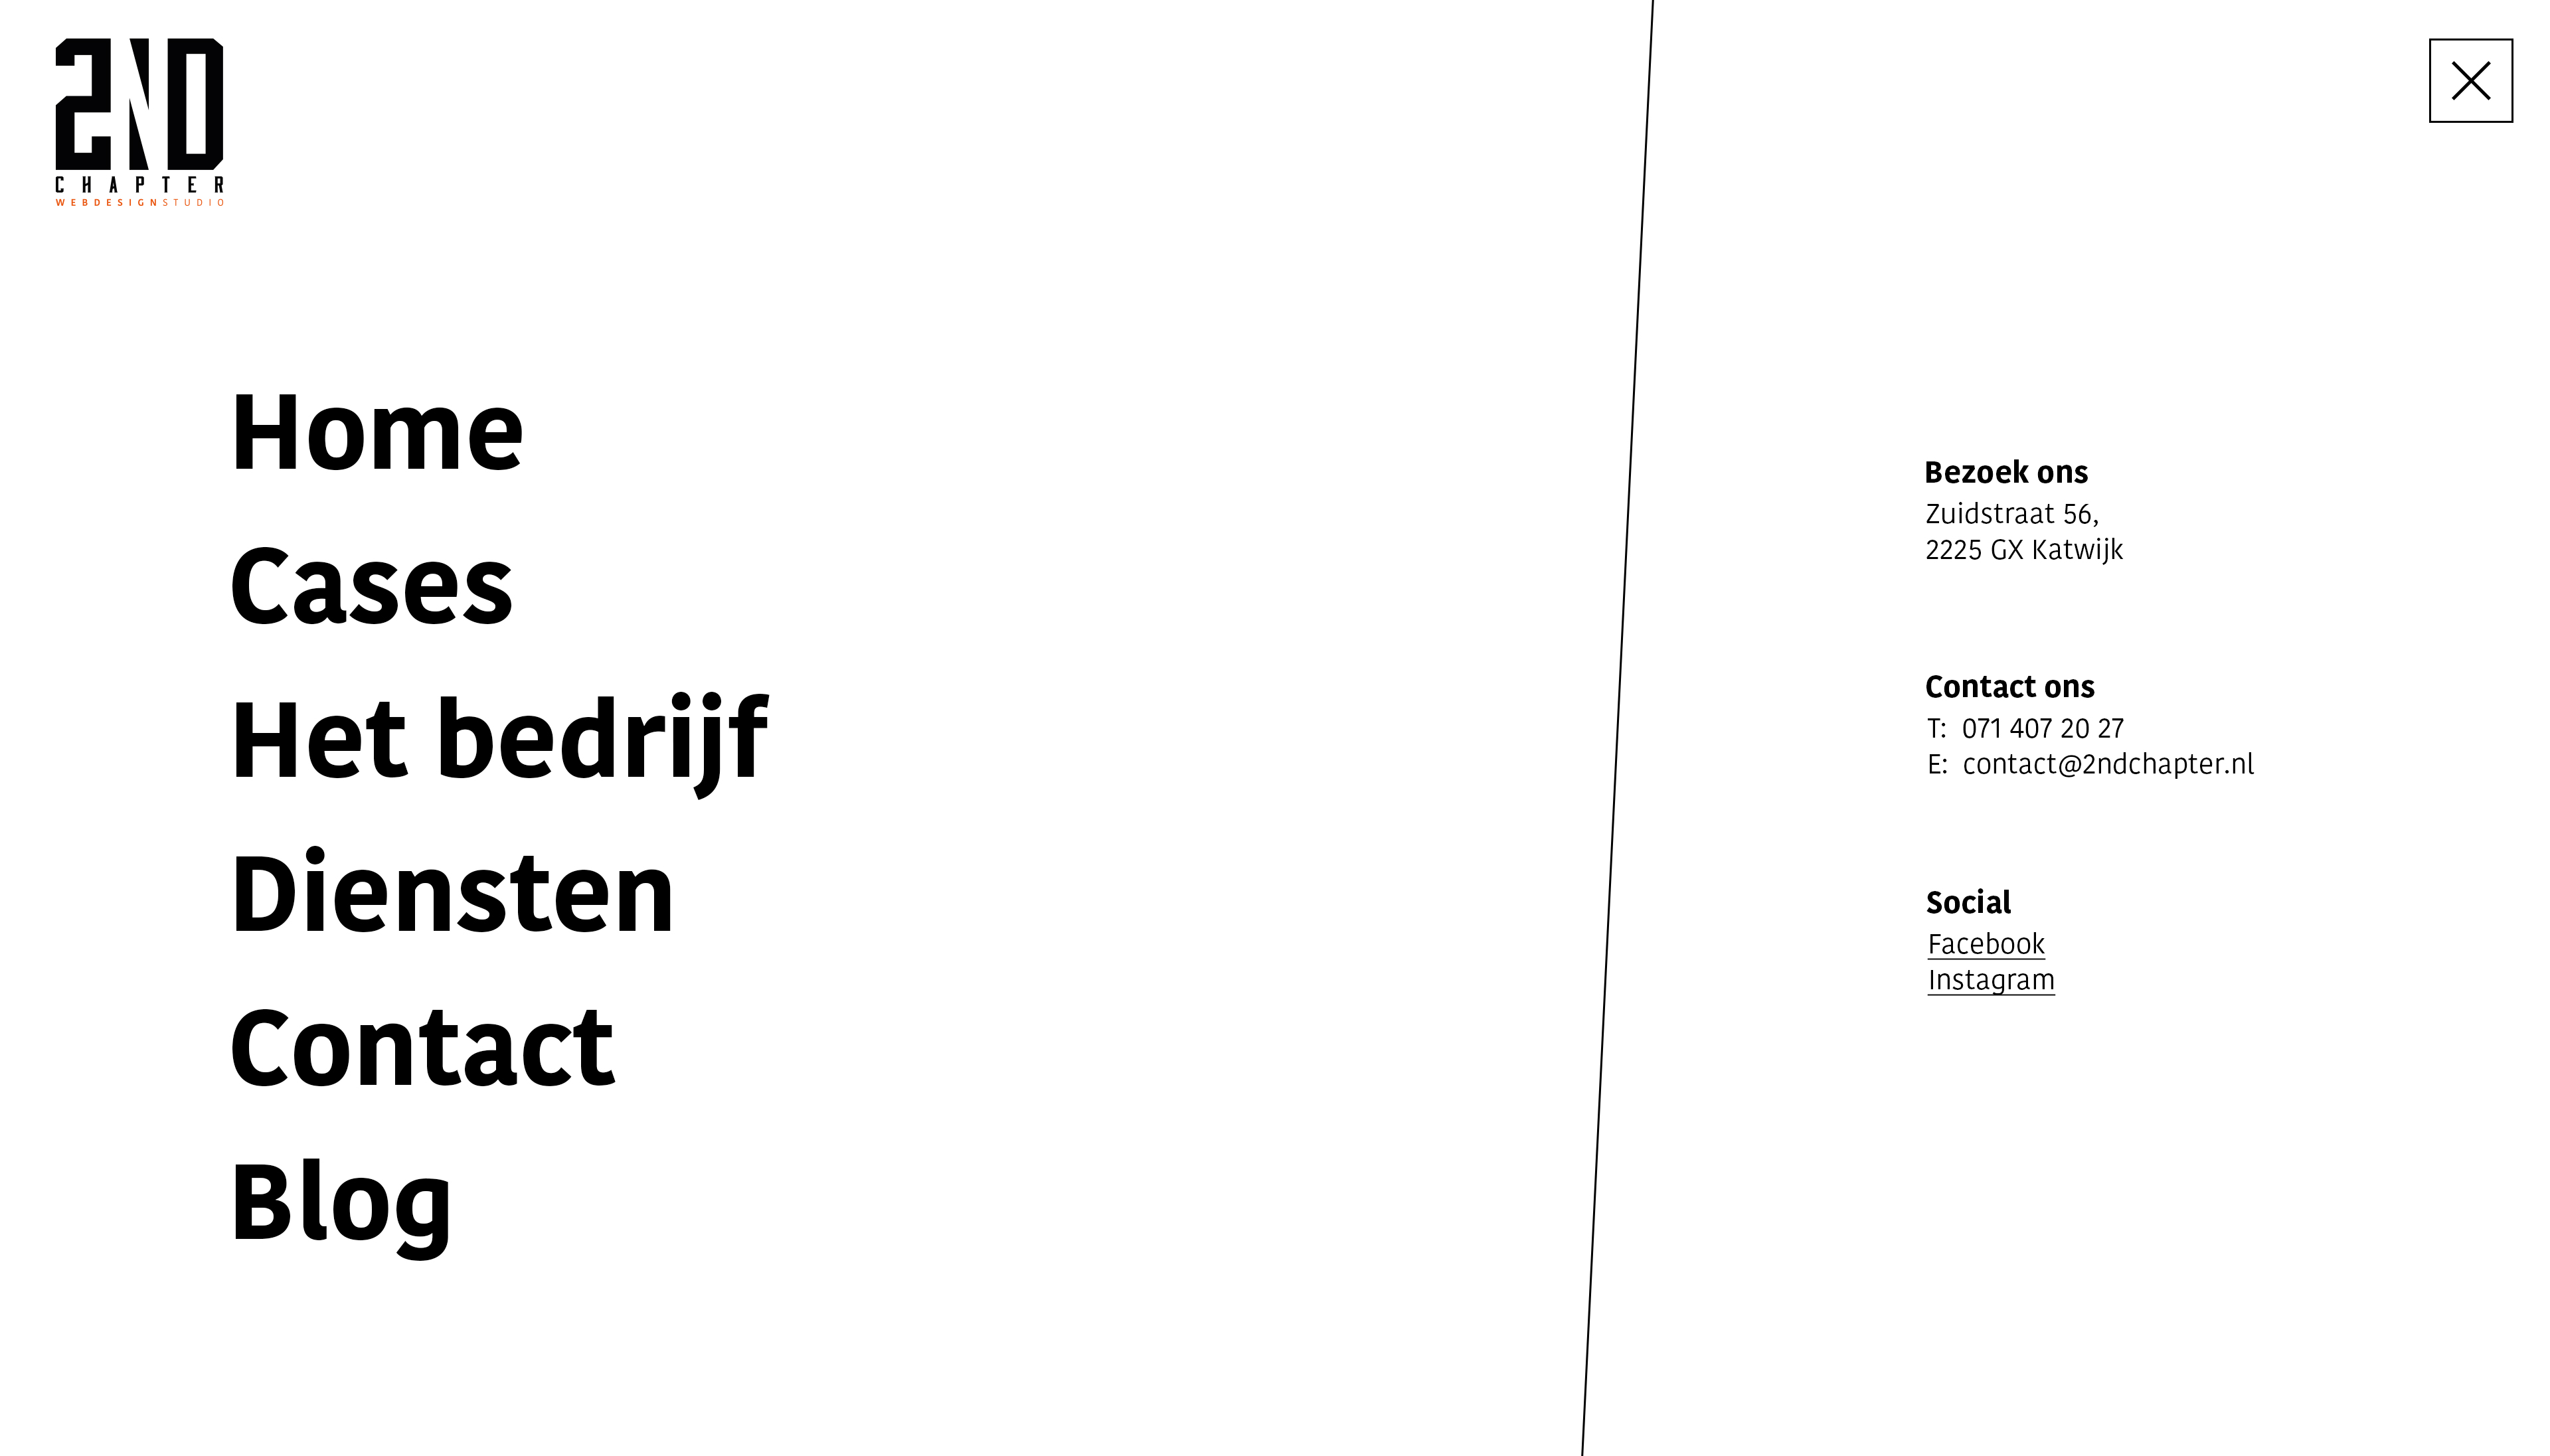 2ND
CHAPTER
WEBDESIGNSTUDIO
Home
Cases
Het bedrijf
Diensten
Contact
Blog
Bezoek ons
Zuidstraat 56,
2225 GX Katwijk
Contact ons
T: 071 407 20 27
E: contact@2ndchapter.nl
Social
Facebook
Instagram